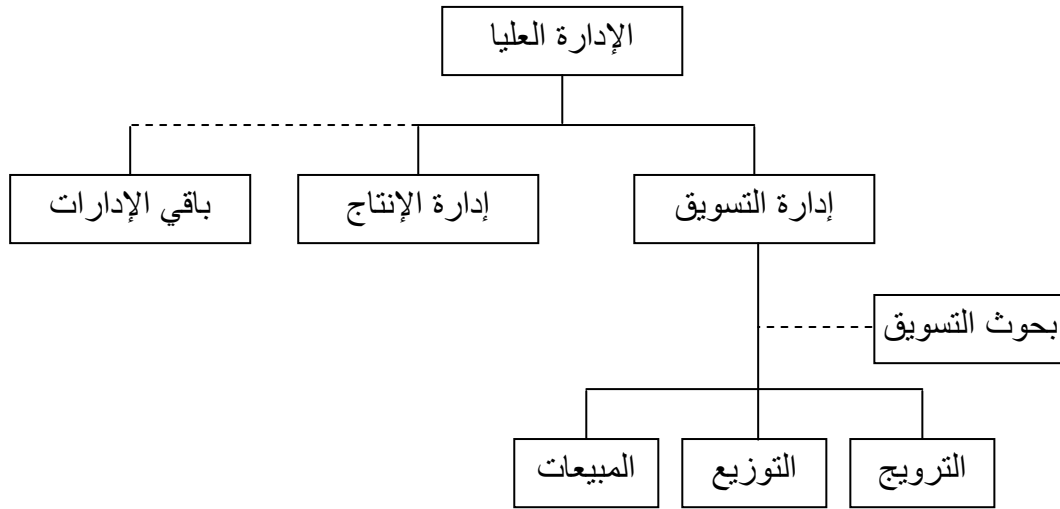 الإدارة العليا
إدارة التسويق
إدارة الإنتاج
باقي الإدارات
بحوث التسويق
الترويج
التوزيع
المبيعات